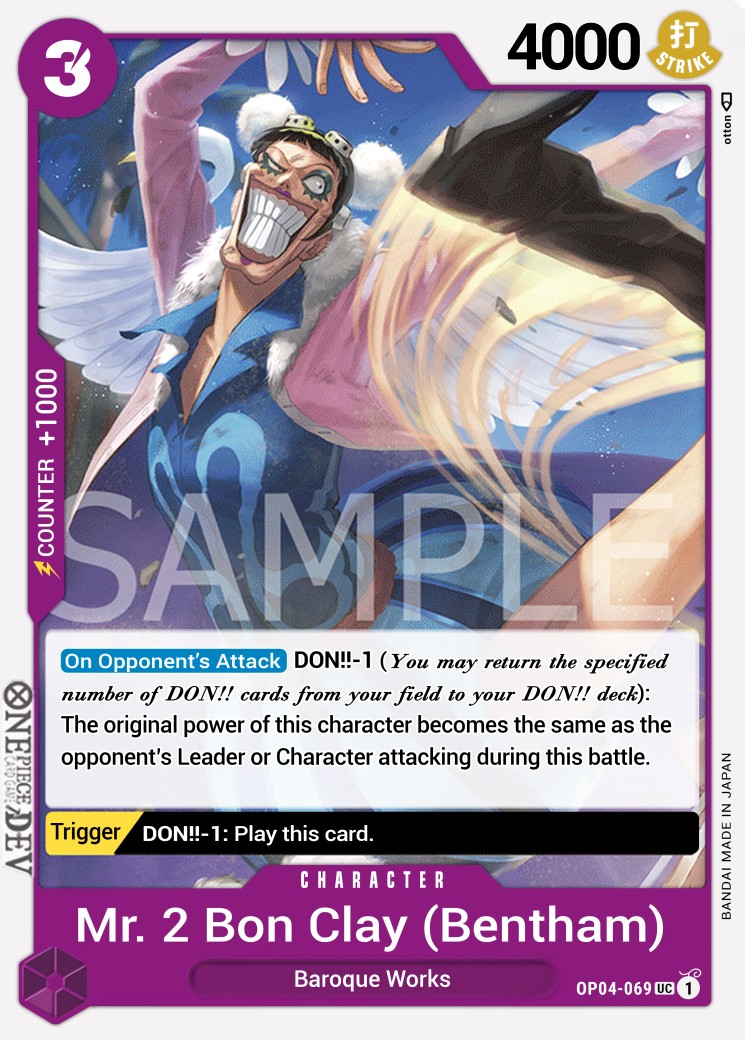 3
4000
打
STRIKE
otton
COUNTER +1000
SAMPLE
On Opponent's Attack DON!!-1 (You may return the specified
number of DON!! cards from your field to your DON!! deck):
The original power of this character becomes the same as the
opponent's Leader or Character attacking during this battle.
Trigger DON!!-1: Play this card.
ONE PIECE
CARD GAME
DEV
BANDAI MADE IN JAPAN
CHARACTER
Mr. 2 Bon Clay (Bentham)
Baroque Works
OP04-069 UC 1